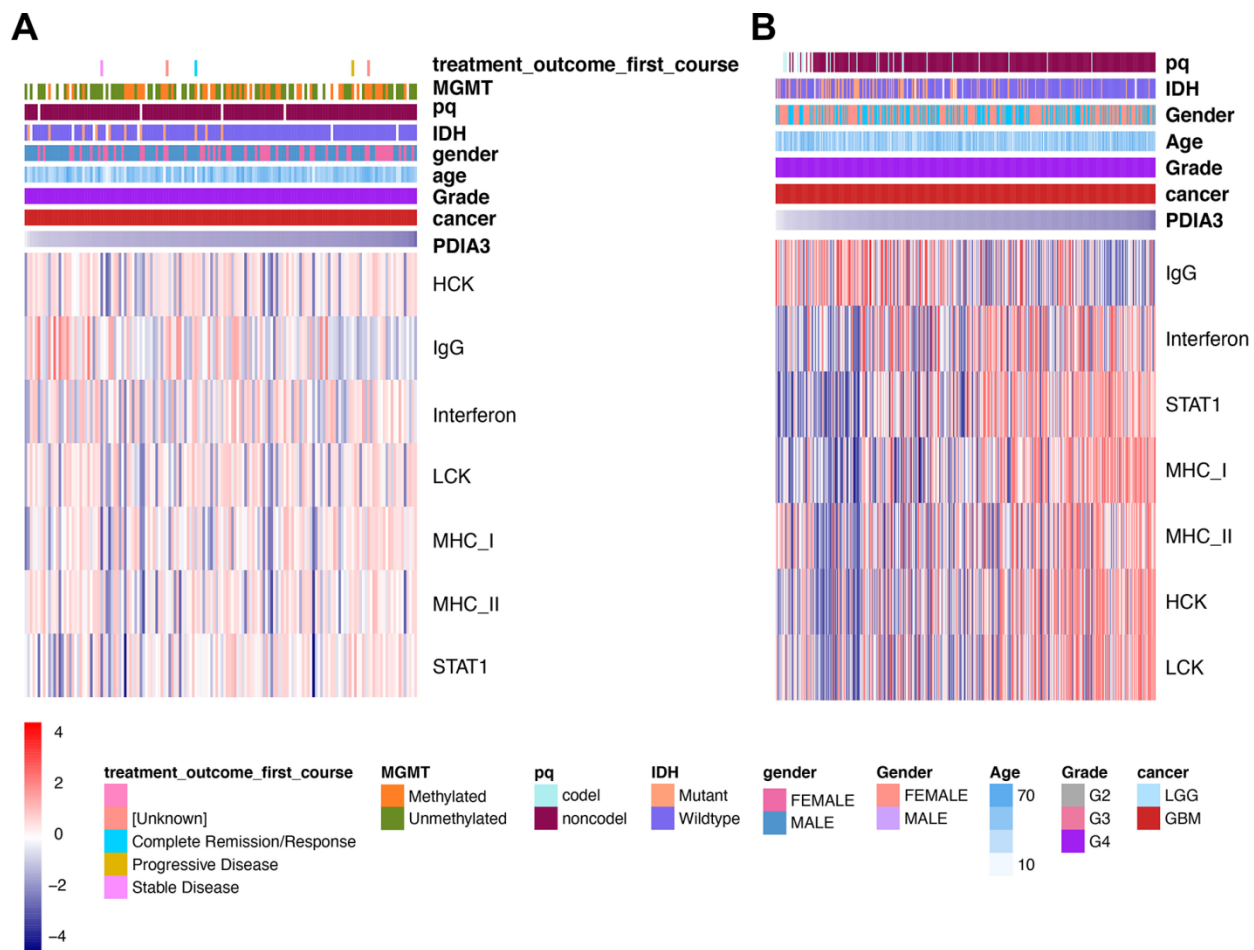 A
treatment_outcome_first_course
MGMT
pq
IDH
gender
age
Grade
cancer
PDIA3
HCK
IgG
Interferon
LCK
MHC_I
MHC_II
STAT1
B
pq
IDH
Gender
Age
Grade
cancer
PDIA3
IgG
Interferon
STAT1
MHC_I
MHC_II
HCK
LCK
4
2
0
−2
−4
treatment_outcome_first_course
[Unknown]
Complete Remission/Response
Progressive Disease
Stable Disease
MGMT
Methylated
Unmethylated
pq
codel
noncodel
IDH
Mutant
Wildtype
gender
FEMALE
MALE
Gender
FEMALE
MALE
Age
70
10
Grade
G2
G3
G4
cancer
LGG
GBM